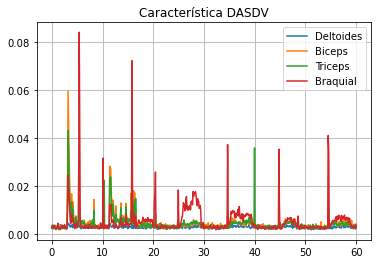 Característica DASDV
Deltoides
Biceps
Triceps
Braquial
0.08
0.06
0.04
0.02
0.00
0 10 20 30 40 50 60